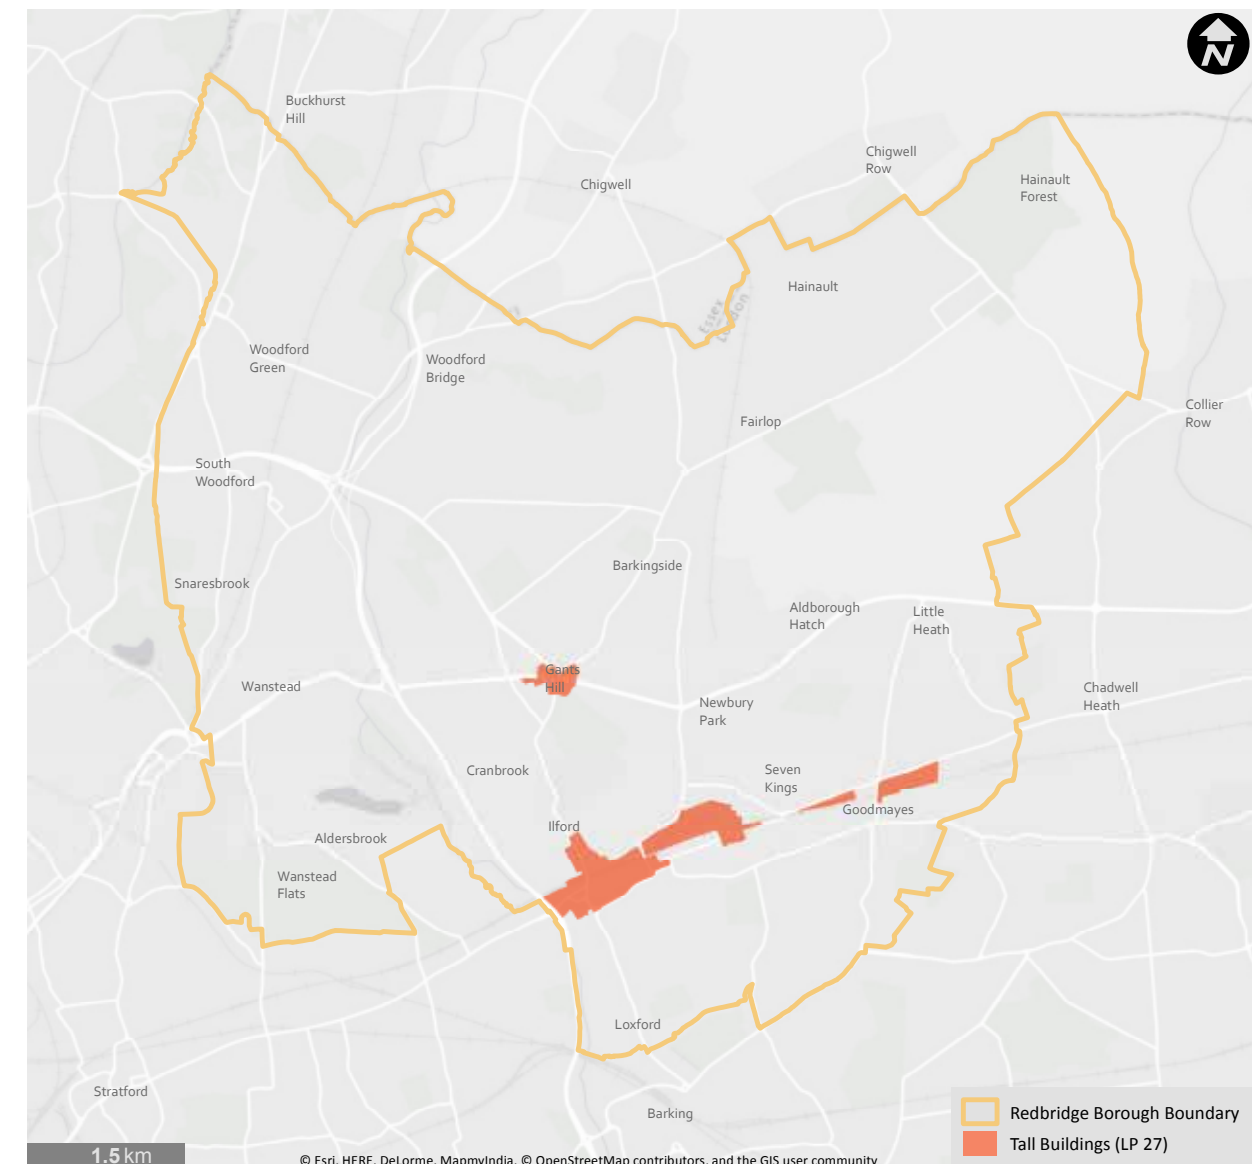 N
Buckhurst
Hill
Chigwell
Row
Chigwell
Hainault
Forest
Hainault
Essex
London
Woodford
Green
Woodford
Bridge
Collier
Row
Fairlop
South
Woodford
Barkingside
Snaresbrook
Aldborough
Hatch
Little
Heath
Gants
Hill
Wanstead
Chadwell
Heath
Newbury
Park
Cranbrook
Seven
Kings
Goodmayes
Ilford
Aldersbrook
Wanstead
Flats
Loxford
Stratford
Barking
Redbridge Borough Boundary
Tall Buildings (LP 27)
1.5 km
© Esri, HERE, DeLorme, MapmyIndia, © OpenStreetMap contributors, and the GIS user community